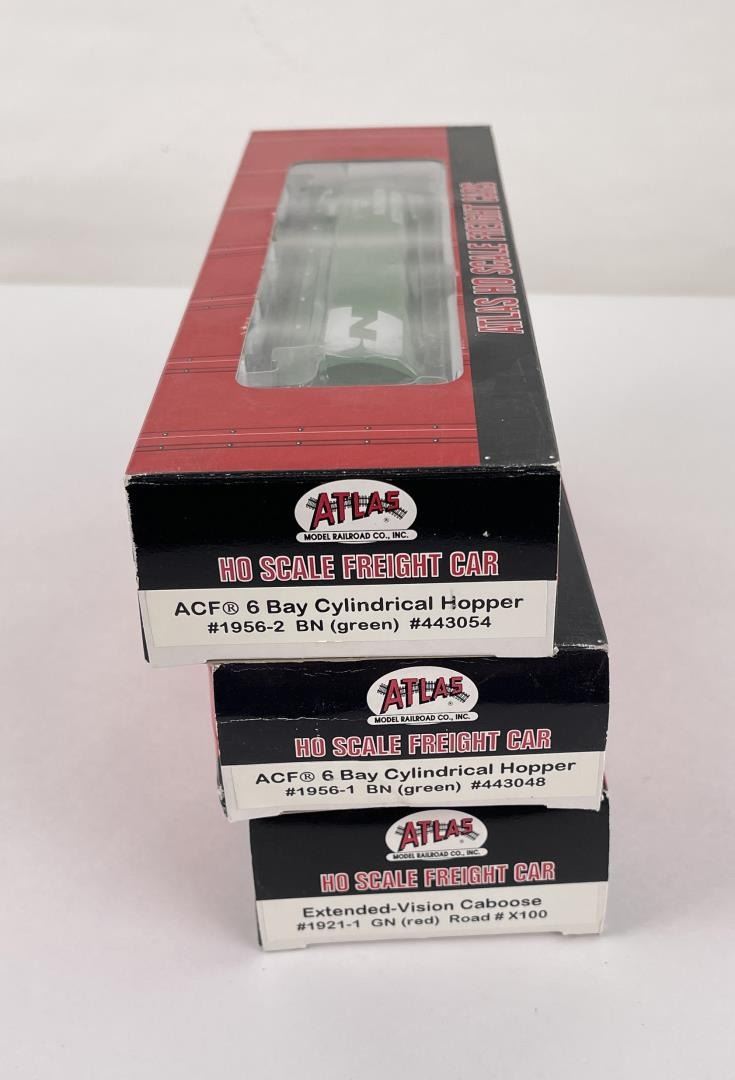 ATLAS HO SCALE FREIGHT CARS
ATLAS®
MODEL RAILROAD CO., INC.
HO SCALE FREIGHT CAR
ACF® 6 Bay Cylindrical Hopper
#1956-2 BN (green) #443054
ATLAS®
MODEL RAILROAD CO., INC.
HO SCALE FREIGHT CAR
ACF® 6 Bay Cylindrical Hopper
#1956-1 BN (green) #443048
ATLAS®
MODEL RAILROAD CO., INC.
HO SCALE FREIGHT CAR
Extended-Vision Caboose
#1921-1 GN (red) Road # X100